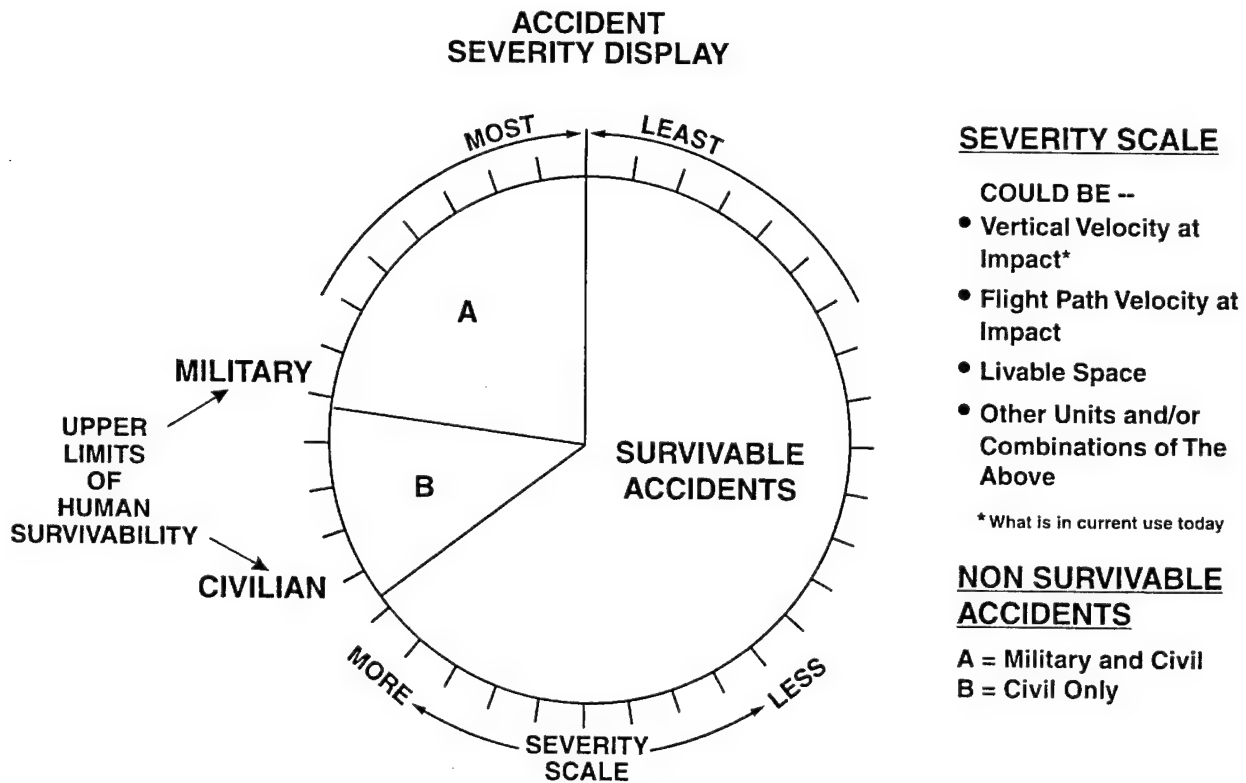 ACCIDENT
SEVERITY DISPLAY
MOST
LEAST
A
MILITARY
UPPER
LIMITS
OF
HUMAN
SURVIVABILITY
B
CIVILIAN
SURVIVABLE
ACCIDENTS
MORE
LESS
SEVERITY
SCALE
SEVERITY SCALE
COULD BE --
• Vertical Velocity at
Impact*
• Flight Path Velocity at
Impact
• Livable Space
• Other Units and/or
Combinations of The
Above
* What is in current use today
NON SURVIVABLE
ACCIDENTS
A = Military and Civil
B = Civil Only